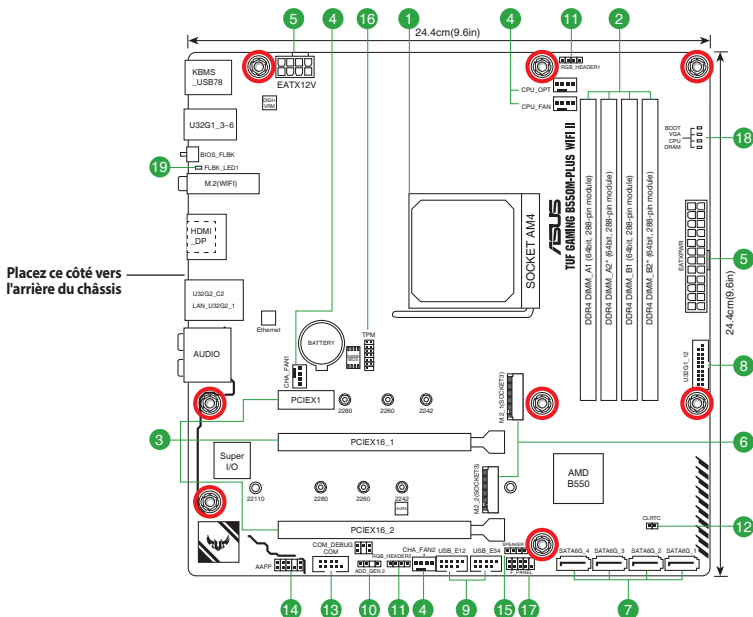 5
4
16
1
4
11
2
24.4cm(9.6in)
KBMS
_USB78
EATX12V
DIGI+
VRM
RGB_HEADER1
CPU_OPT
CPU_FAN
U32G1_3~6
BIOS_FLBK
19
FLBK_LED1
M.2(WIFI)
BOOT
VGA
CPU
DRAM
18
HDMI
_DP
SOCKET AM4
ASUS
TUF GAMING B550M-PLUS WIFI II
DDR4 DIMM_A1 (64bit, 288-pin module)
DDR4 DIMM_A2* (64bit, 288-pin module)
DDR4 DIMM_B1 (64bit, 288-pin module)
DDR4 DIMM_B2* (64bit, 288-pin module)
EATXPWR
5
24.4cm(9.6in)
Placez ce côté vers
l'arrière du châssis
U32G2_C2
LAN_U32G2_1
Ethernet
AUDIO
BATTERY
TPM
CHA_FAN1
U32G1_12
8
PCIEX1
2280
2260
2242
M.2_1(SOCKET3)
3
PCIEX16_1
6
Super
I/O
AMD
B550
22110
2280
2260
2242
AURA
M.2_2(SOCKET3)
CLRTC
12
PCIEX16_2
COM_DEBUG
COM
RGB_HEADER2
CHA_FAN2
USB_E12
USB_E34
SPEAKER
SATA6G_4
SATA6G_3
SATA6G_2
SATA6G_1
AAFP
ADD_GEN 2
F_PANEL
14
13
10
11
4
9
15
17
7